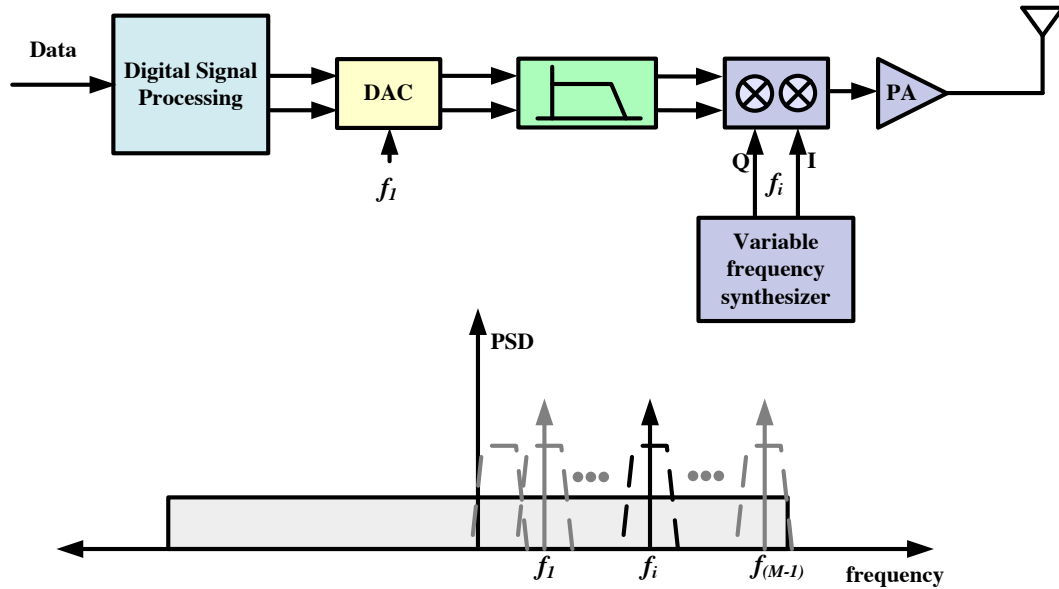 Data
Digital Signal
Processing
DAC
PA
Q
I
f1
fi
Variable
frequency
synthesizer
PSD
f1
fi
f(M-1)
frequency